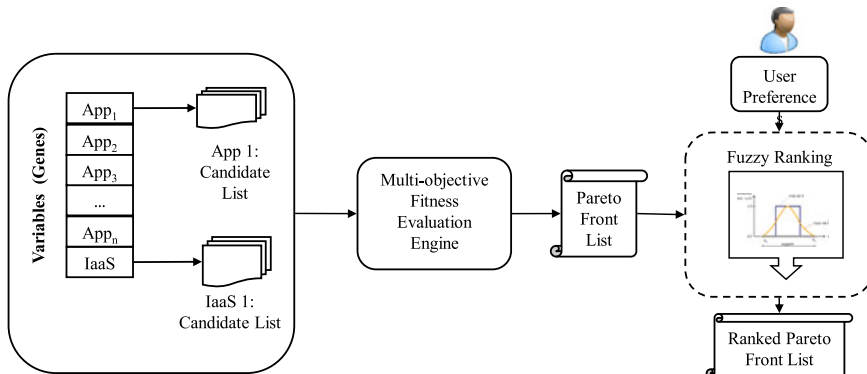 Variables (Genes)
App1
App2
App3
...
Appn
IaaS
App 1:
Candidate
List
IaaS 1:
Candidate List
Multi-objective
Fitness
Evaluation
Engine
Pareto
Front
List
User
Preference
s
Fuzzy Ranking
Ranked Pareto
Front List